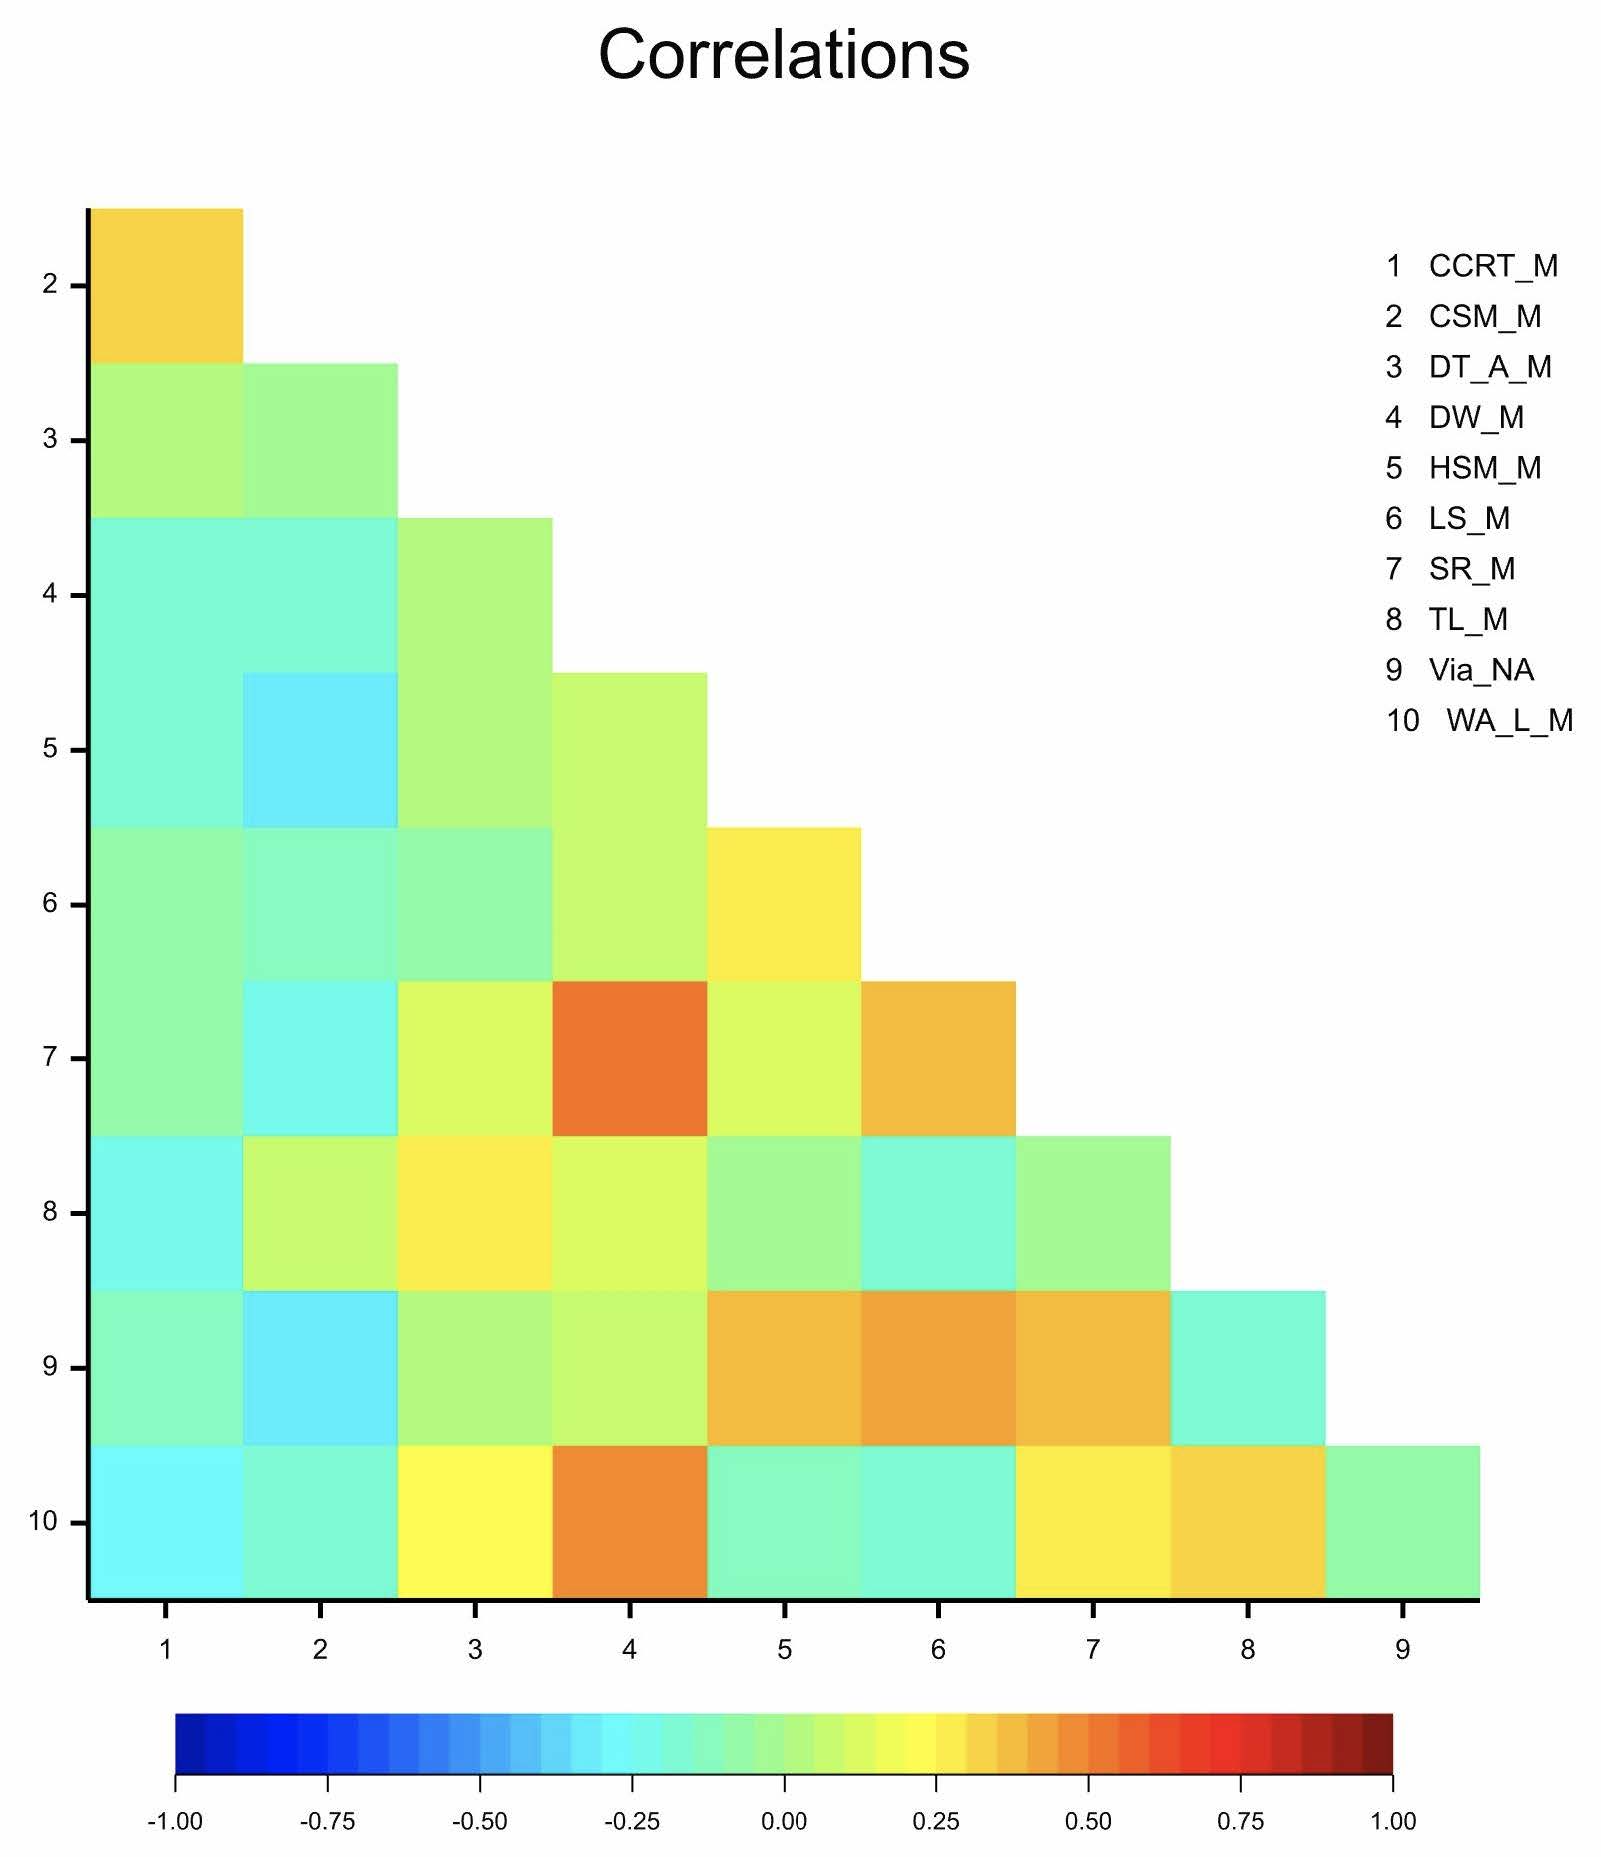 Correlations
1 CCRT_M
2 CSM_M
3 DT_A_M
4 DW_M
5 HSM_M
6 LS_M
7 SR_M
8 TL_M
9 Via_NA
10 WA_L_M
2
3
4
5
6
7
8
9
10
1 2 3 4 5 6 7 8 9
-1.00 -0.75 -0.50 -0.25 0.00 0.25 0.50 0.75 1.00